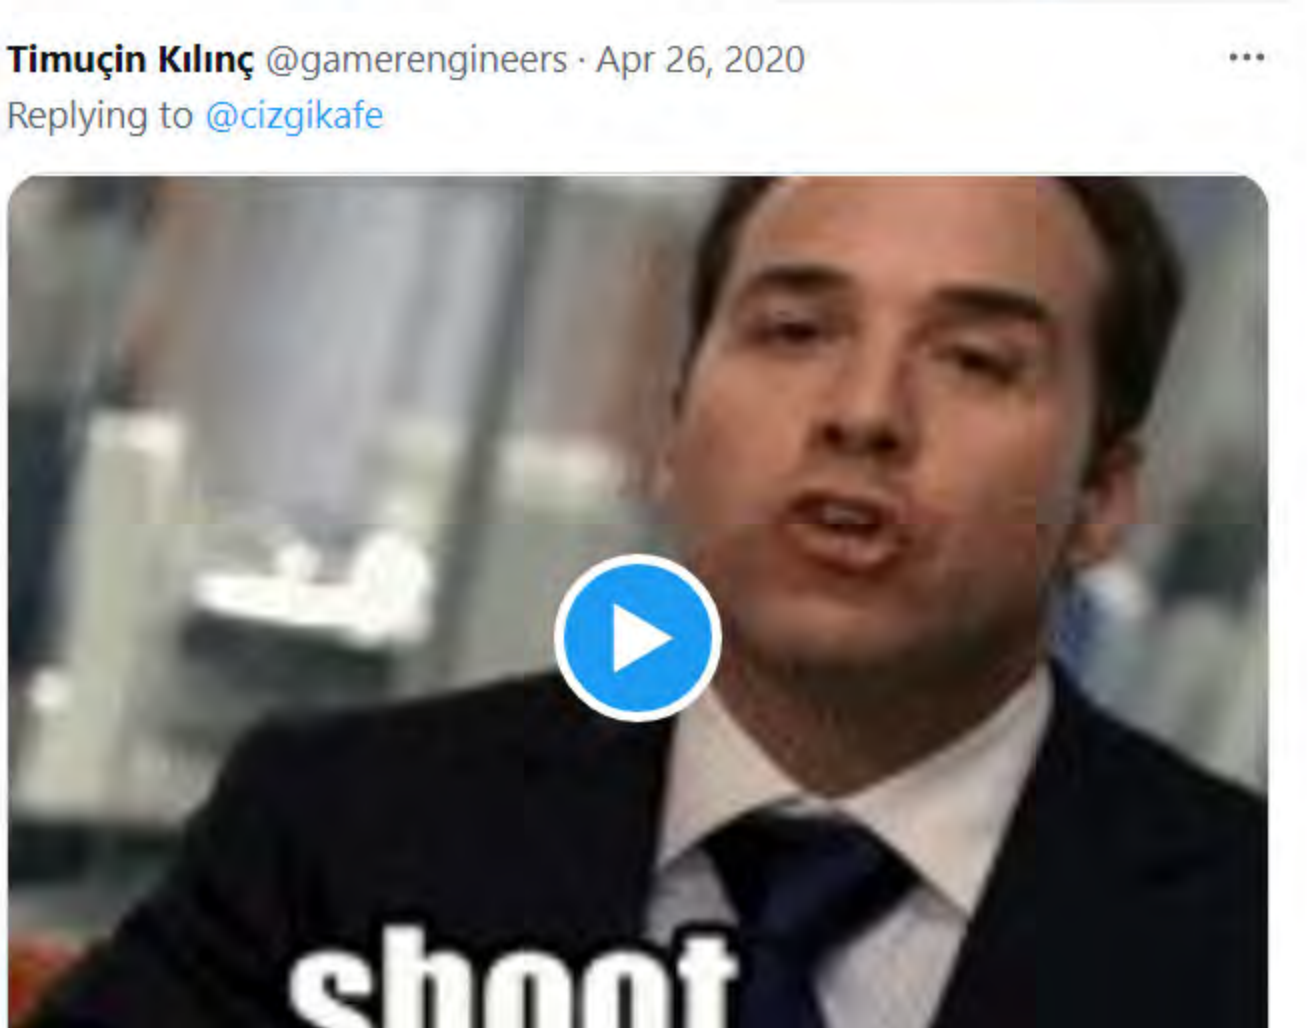 Timuçin Kılınç @gamerengineers · Apr 26, 2020
Replying to @cizgikafe
shoot